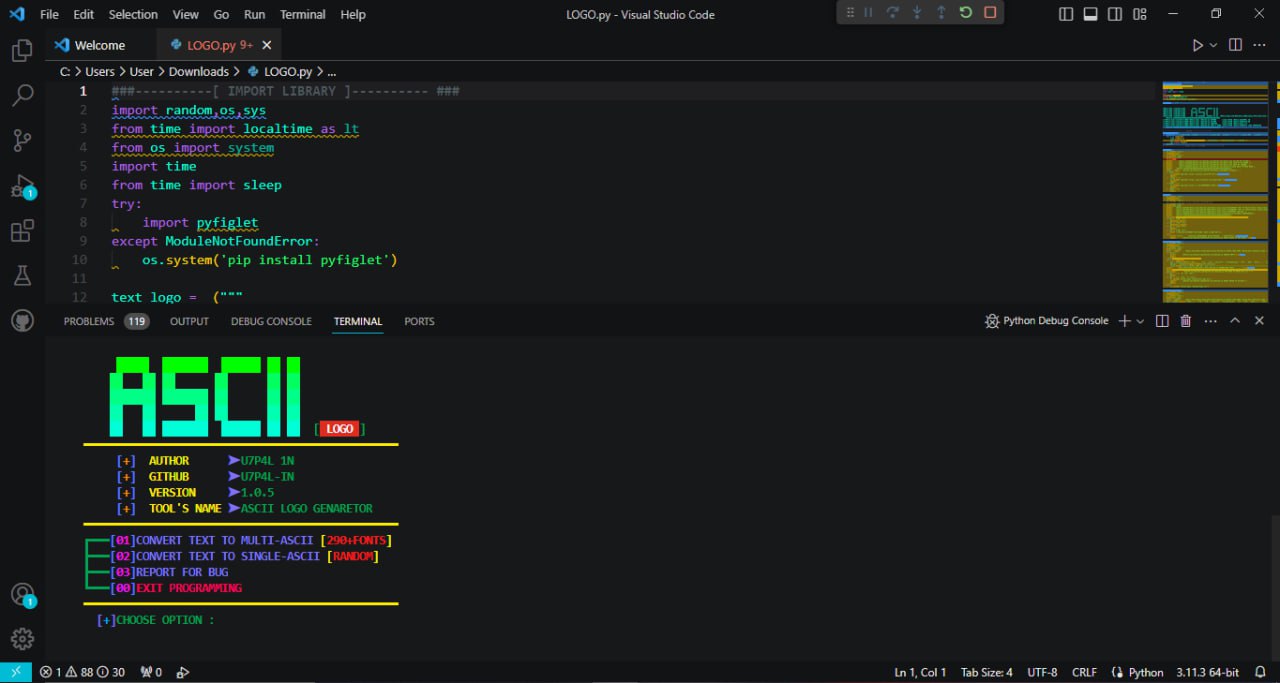 File Edit Selection View Go Run Terminal Help LOGO.py - Visual Studio Code
Welcome LOGO.py 9+
C: > Users > User > Downloads > LOGO.py > ...
1 ###----------[ IMPORT LIBRARY ]---------- ###
2 import random,os,sys
3 from time import localtime as lt
4 from os import system
5 import time
6 from time import sleep
7 try:
8 import pyfiglet
9 except ModuleNotFoundError:
10 os.system('pip install pyfiglet')
11
12 text logo = ("""
PROBLEMS 119 OUTPUT DEBUG CONSOLE TERMINAL PORTS Python Debug Console
ASCII [ LOGO ]
[+] AUTHOR ➤U7P4L 1N
[+] GITHUB ➤U7P4L-IN
[+] VERSION ➤1.0.5
[+] TOOL'S NAME ➤ASCII LOGO GENARETOR
[01]CONVERT TEXT TO MULTI-ASCII [290+FONTS]
[02]CONVERT TEXT TO SINGLE-ASCII [RANDOM]
[03]REPORT FOR BUG
[00]EXIT PROGRAMMING
[+]CHOOSE OPTION :
1 88 30 0 Ln 1, Col 1 Tab Size: 4 UTF-8 CRLF Python 3.11.3 64-bit